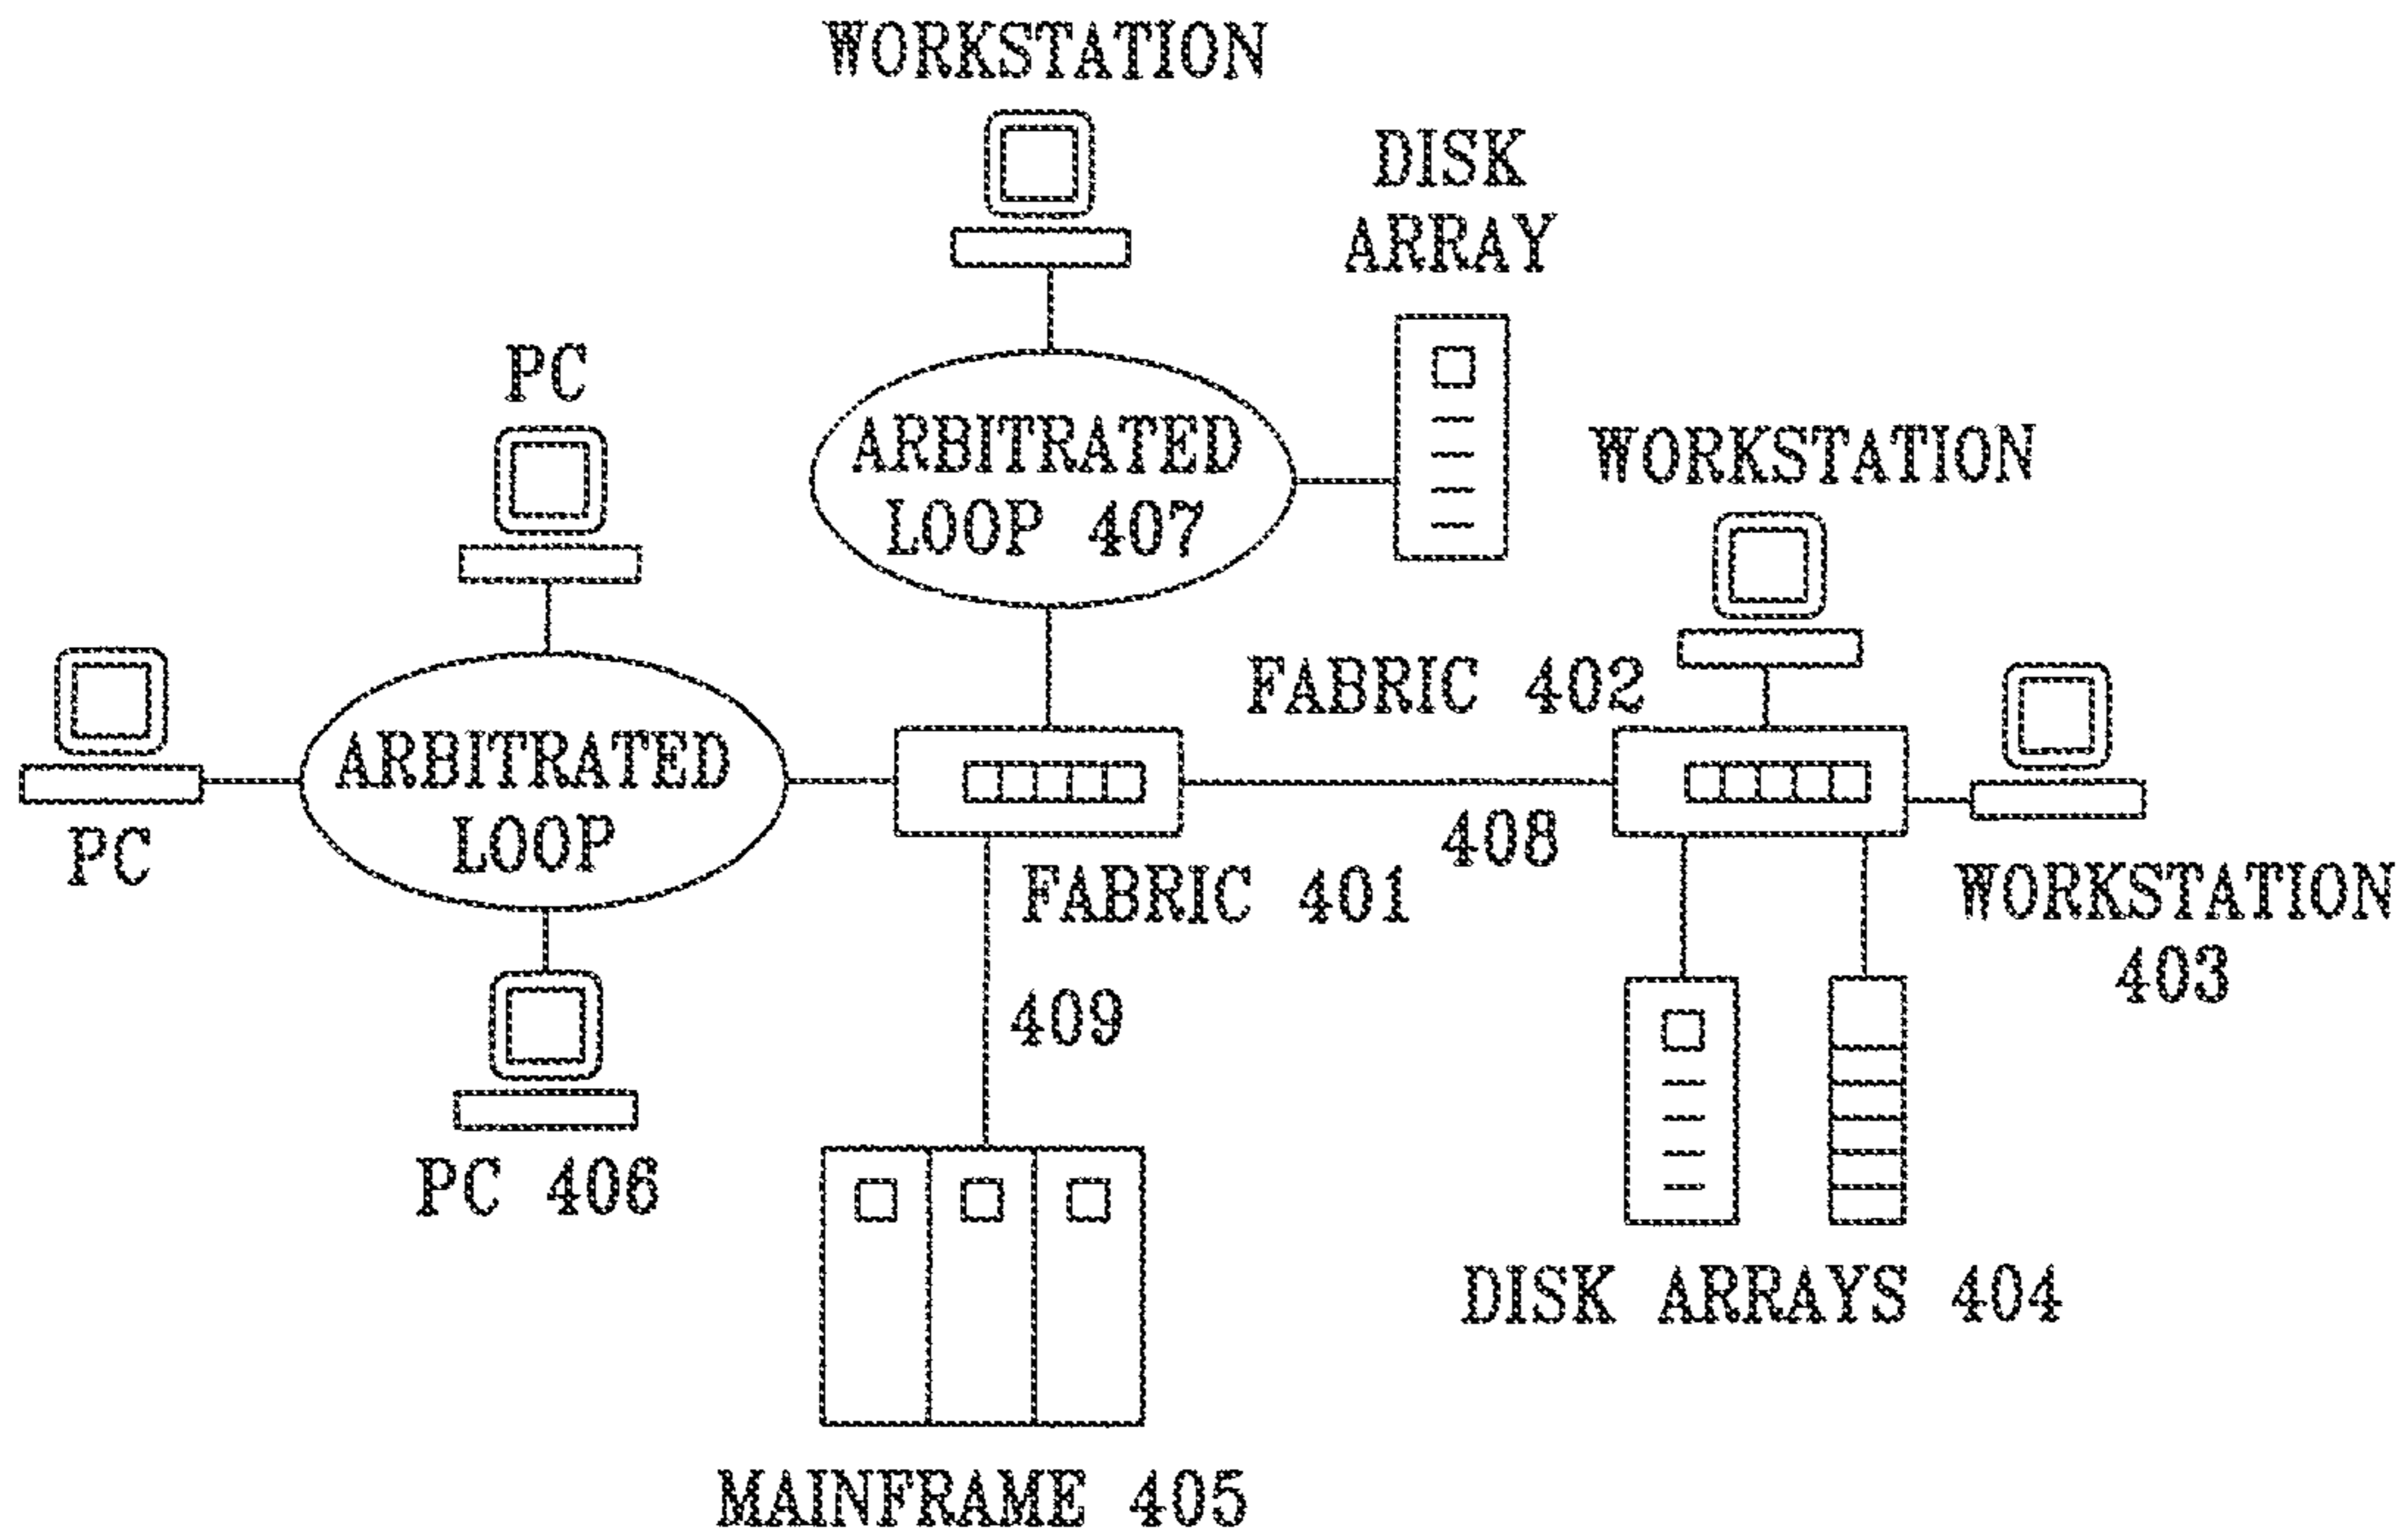 WORKSTATION
DISK
ARRAY
PC
ARBITRATED
LOOP 407
WORKSTATION
FABRIC 402
PC
ARBITRATED
LOOP
408
FABRIC 401
WORKSTATION
403
409
PC 406
DISK ARRAYS 404
MAINFRAME 405